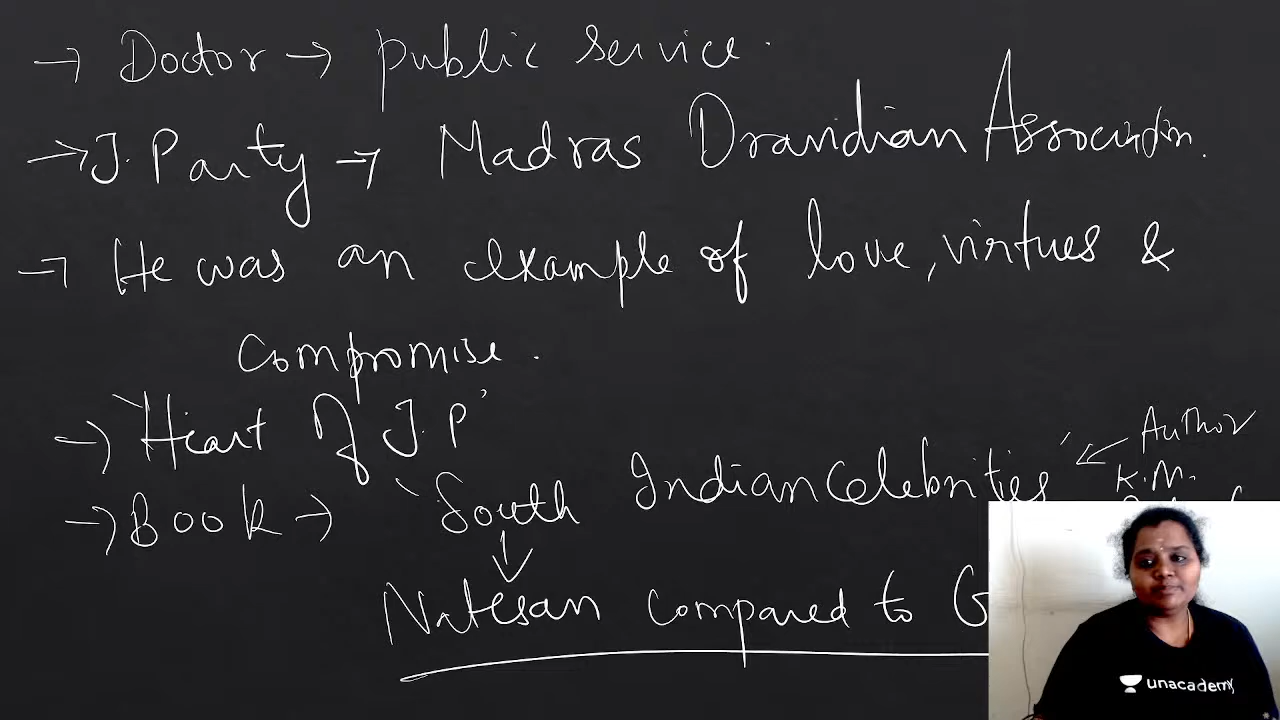 → Doctor → public service.
→ J. Party → Madras Dravidian Association.
→ He was an example of love, virtues &
compromise.
→ 'Heart of J.P'
→ Book → 'South Indian Celebrities' ← Author
K.M.
↓
Natesan compared to G
unacademy